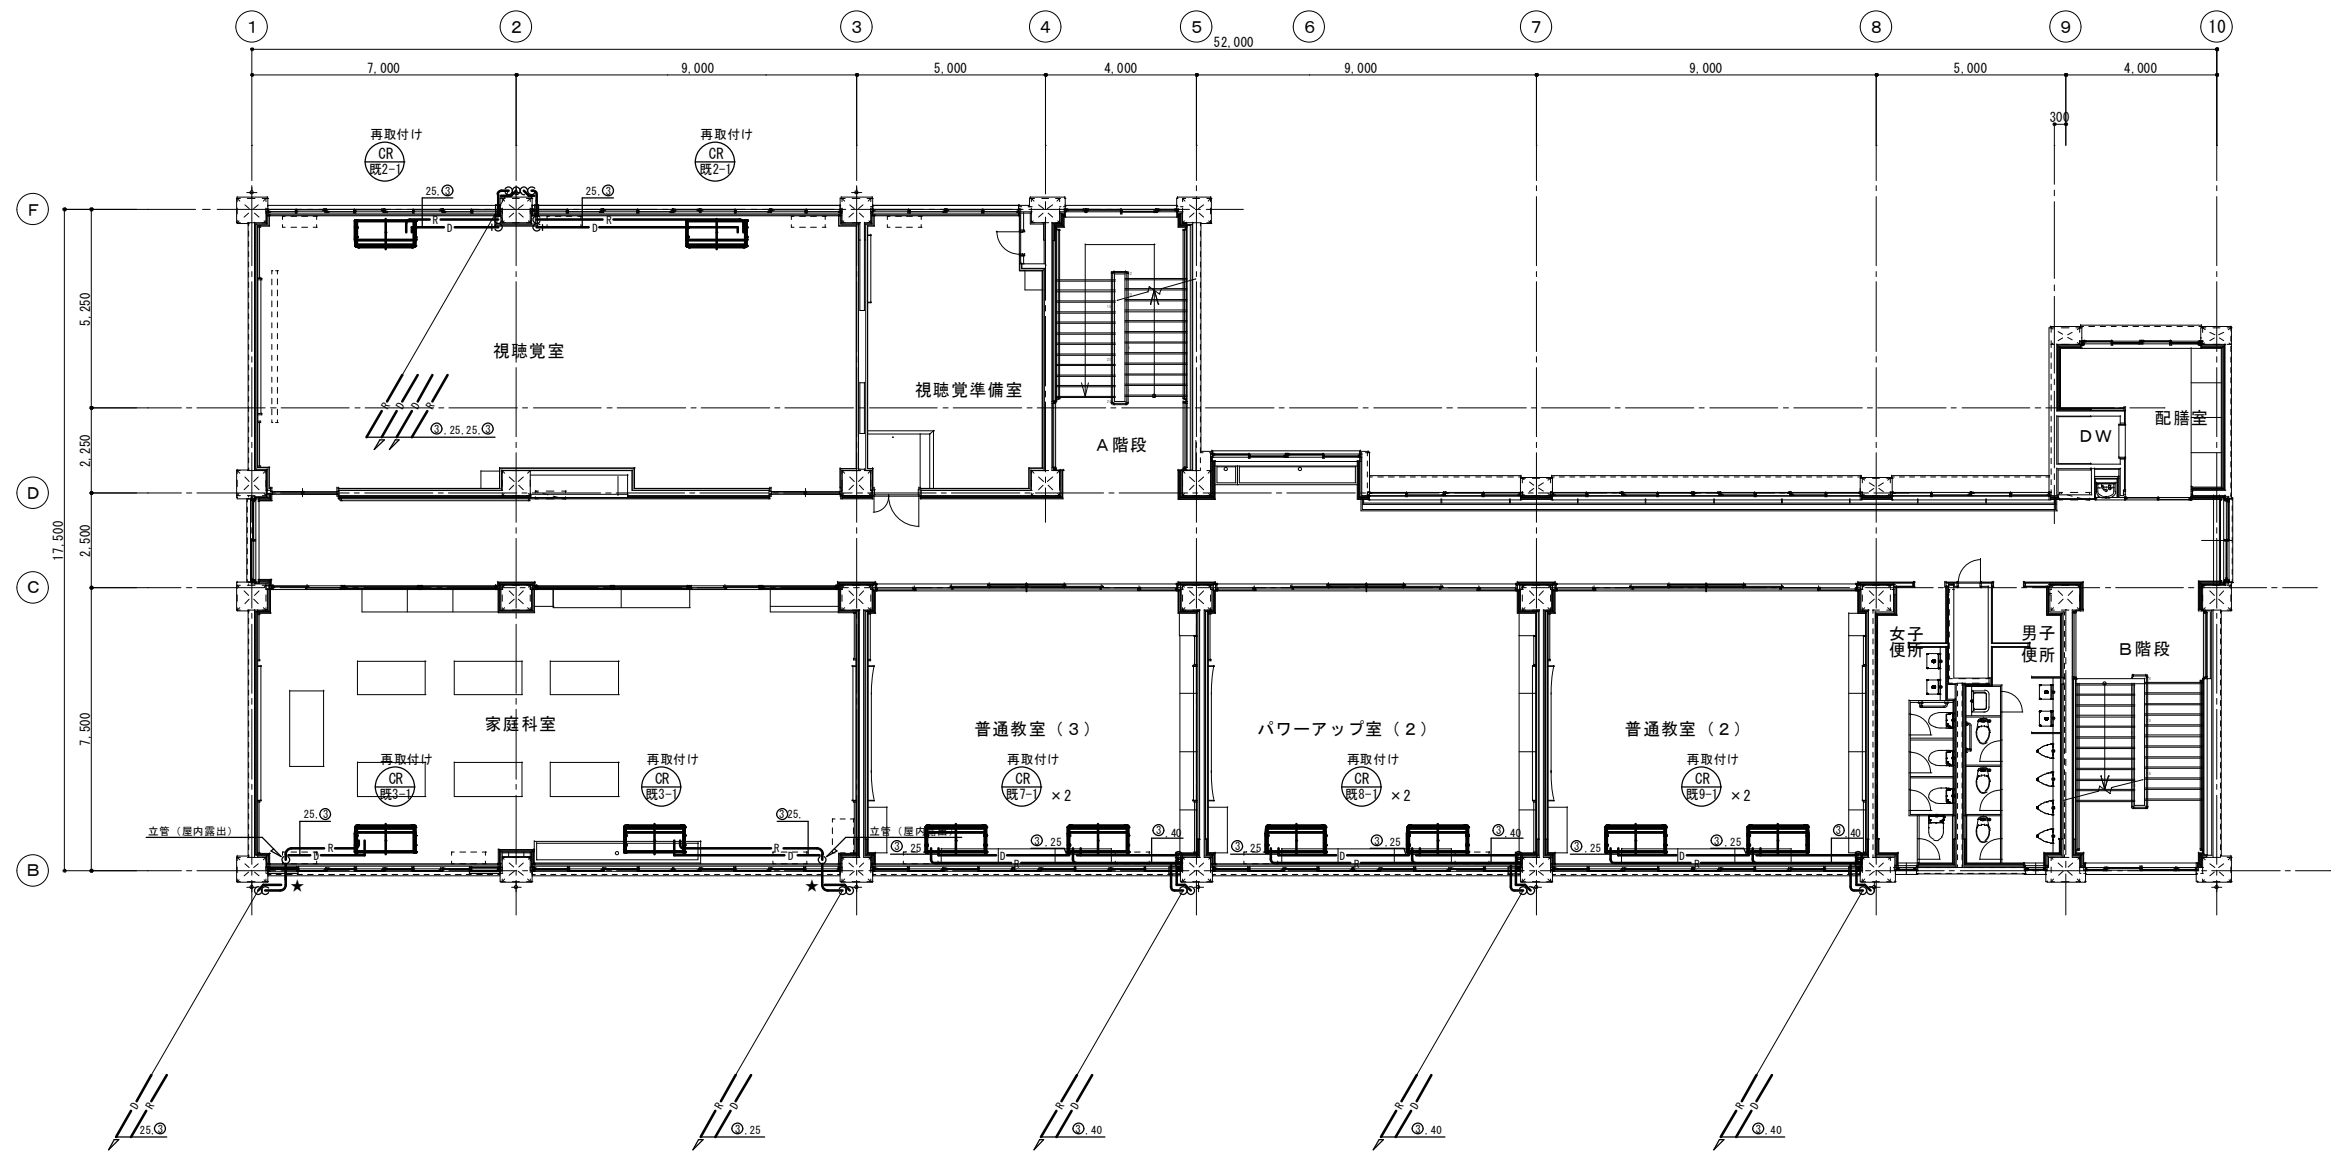 1 2 3 4 5 6 7 8 9 10
52,000
7,000 9,000 5,000 4,000 9,000 9,000 5,000 4,000
300
再取付け
CR
既2-1
再取付け
CR
既2-1
25.③
25.③
F
R
D
R
D
5,250
視聴覚室
視聴覚準備室
R D D R
③.25.25.③
配膳室
DW
A階段
2,250
D
17,500
2,500
C
女子
便所
男子
便所
B階段
7,500
家庭科室
普通教室（3）
パワーアップ室（2）
普通教室（2）
再取付け
CR
既3-1
再取付け
CR
既3-1
再取付け
CR
既7-1
×2
再取付け
CR
既8-1
×2
再取付け
CR
既9-1
×2
25.③
③25.
立管（屋内露出）
立管（屋内露出）
R
D
R
D
③.25
③.25
③.40
D
R
③.25
③.25
③.40
D
R
③.25
③.25
③.40
D
R
B
★
★
D R
25.③
R D
③.25
R D
③.40
R D
③.40
R D
③.40